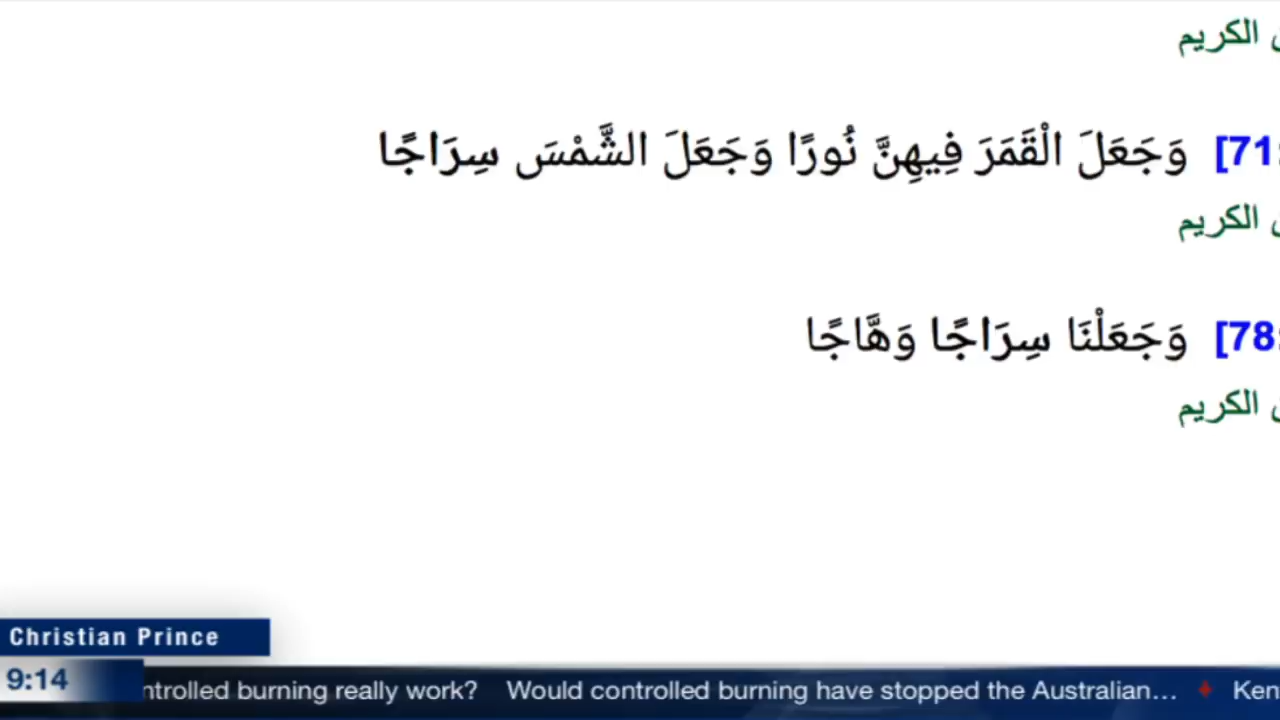 الكريم
[71: وَجَعَلَ الْقَمَرَ فِيهِنَّ نُورًا وَجَعَلَ الشَّمْسَ سِرَاجًا
الكريم
[78: وَجَعَلْنَا سِرَاجًا وَهَّاجًا
الكريم
Christian Prince
9:14
ntrolled burning really work? Would controlled burning have stopped the Australian... ♦ Ken